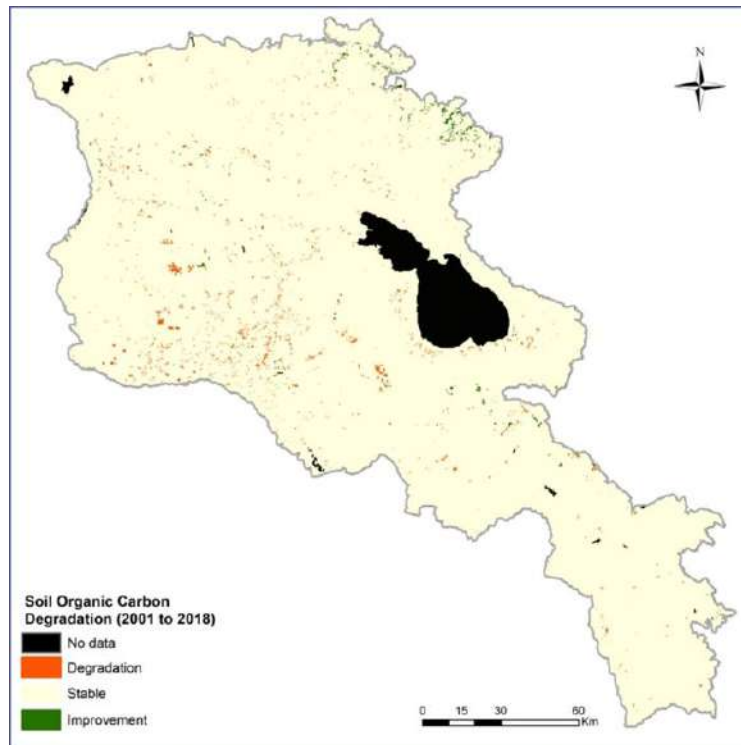 N
Soil Organic Carbon
Degradation (2001 to 2018)
No data
Degradation
Stable
Improvement
0 15 30 60
Km